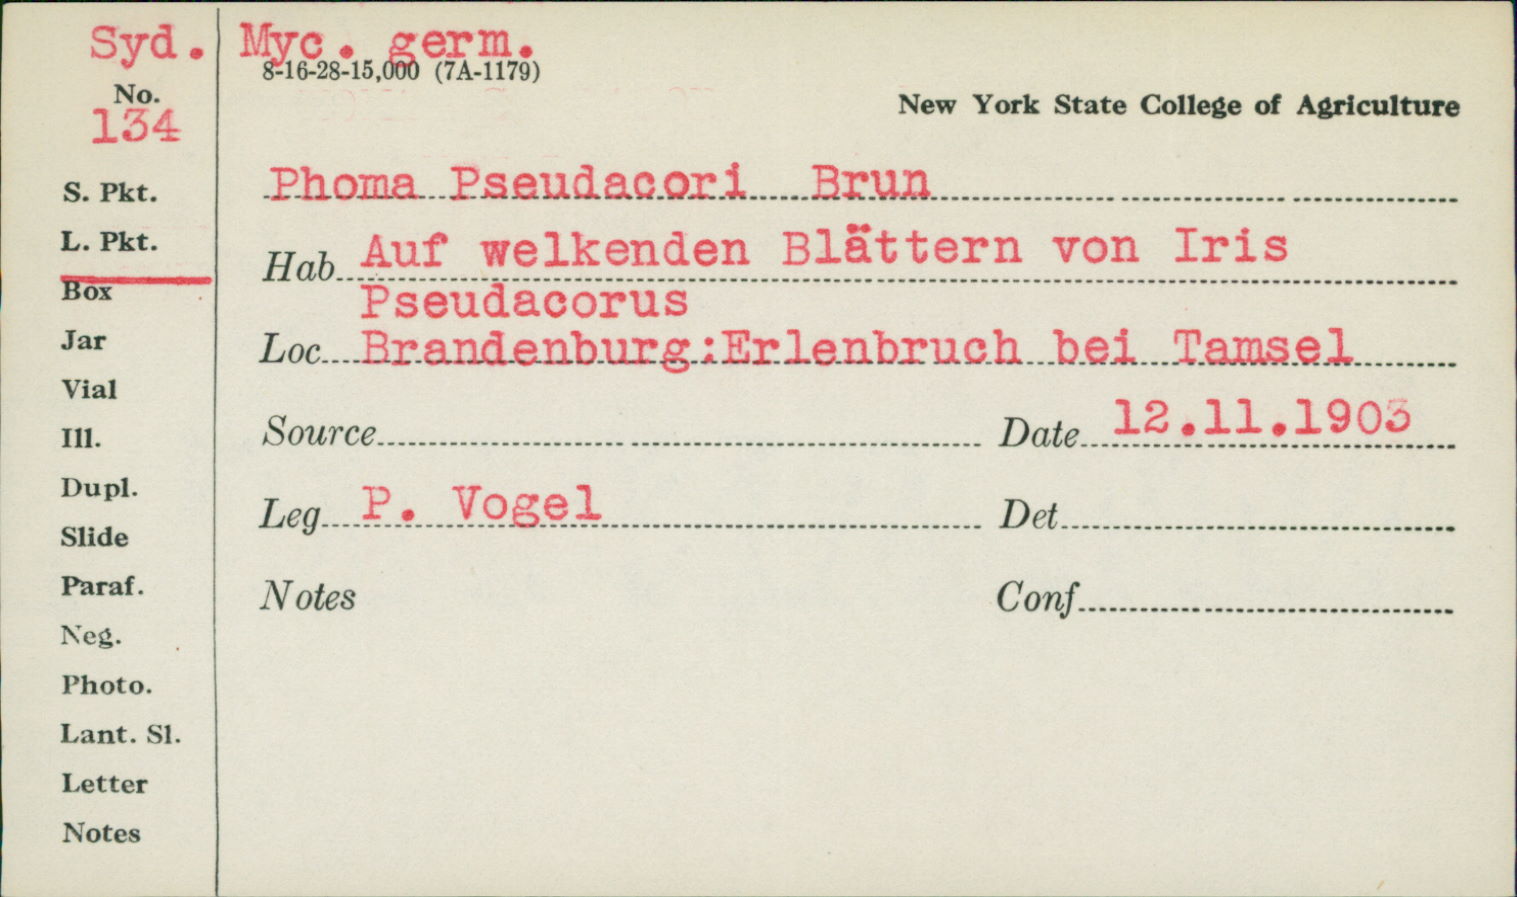 Syd. Myc. germ.
8-16-28-15,000 (7A-1179)
No.
134
New York State College of Agriculture
S. Pkt.
Phoma Pseudacori Brun
L. Pkt.
Hab Auf welkenden Blättern von Iris
Box
Pseudacorus
Jar
Loc Brandenburg:Erlenbruch bei Tamsel
Vial
Ill.
Source Date 12.11.1903
Dupl.
Leg P. Vogel Det
Slide
Paraf.
Notes Conf
Neg.
Photo.
Lant. Sl.
Letter
Notes